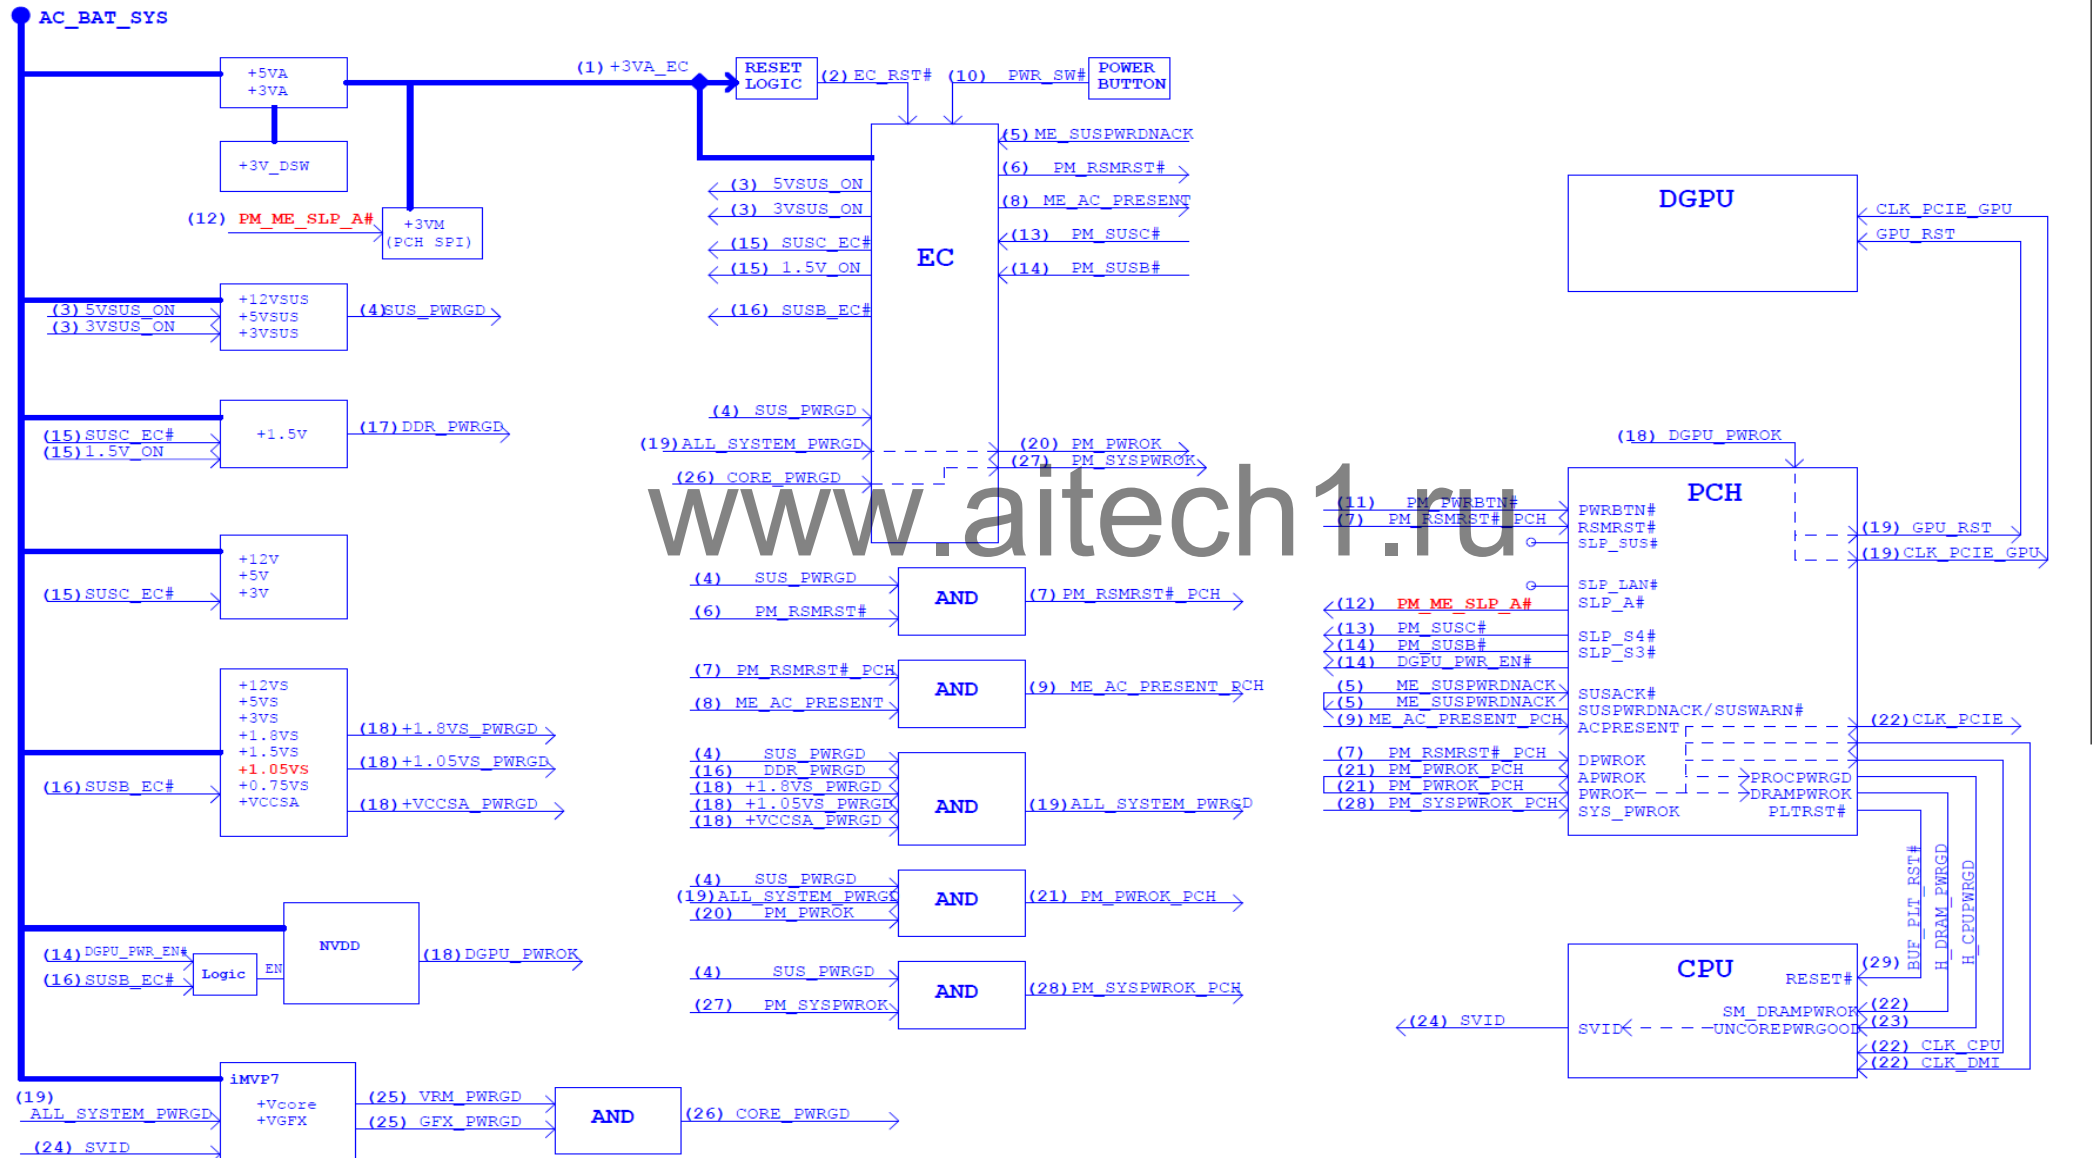 AC_BAT_SYS
+5VA
+3VA
+3V_DSW
(12) PM_ME_SLP_A#
+3VM
(PCH SPI)
(1) +3VA_EC
RESET
LOGIC
(2) EC_RST#
(10) PWR_SW#
POWER
BUTTON
EC
(3) 5VSUS_ON
(3) 3VSUS_ON
(15) SUSC_EC#
(15) 1.5V_ON
(16) SUSB_EC#
(5) ME_SUSPWRDNACK
(6) PM_RSMRST#
(8) ME_AC_PRESENT
(13) PM_SUSC#
(14) PM_SUSB#
(4) SUS_PWRGD
(19) ALL_SYSTEM_PWRGD
(26) CORE_PWRGD
(20) PM_PWROK
(27) PM_SYSPWROK
(3) 5VSUS_ON
(3) 3VSUS_ON
+12VSUS
+5VSUS
+3VSUS
(4) SUS_PWRGD
(15) SUSC_EC#
(15) 1.5V_ON
+1.5V
(17) DDR_PWRGD
+12V
+5V
+3V
(15) SUSC_EC#
+12VS
+5VS
+3VS
+1.8VS
+1.5VS
+1.05VS
+0.75VS
+VCCSA
(16) SUSB_EC#
(18) +1.8VS_PWRGD
(18) +1.05VS_PWRGD
(18) +VCCSA_PWRGD
(14) DGPU_PWR_EN#
(16) SUSB_EC#
Logic
EN
NVDD
(18) DGPU_PWROK
(19)
ALL_SYSTEM_PWRGD
(24) SVID
iMVP7
+Vcore
+VGFX
(25) VRM_PWRGD
(25) GFX_PWRGD
AND
(26) CORE_PWRGD
(4) SUS_PWRGD
(6) PM_RSMRST#
AND
(7) PM_RSMRST#_PCH
(7) PM_RSMRST#_PCH
(8) ME_AC_PRESENT
AND
(9) ME_AC_PRESENT_PCH
(4) SUS_PWRGD
(16) DDR_PWRGD
(18) +1.8VS_PWRGD
(18) +1.05VS_PWRGD
(18) +VCCSA_PWRGD
AND
(19) ALL_SYSTEM_PWRGD
(4) SUS_PWRGD
(19) ALL_SYSTEM_PWRGD
(20) PM_PWROK
AND
(21) PM_PWROK_PCH
(4) SUS_PWRGD
(27) PM_SYSPWROK
AND
(28) PM_SYSPWROK_PCH
DGPU
CLK_PCIE_GPU
GPU_RST
(18) DGPU_PWROK
PCH
(11) PM_PWRBTN#
(7) PM_RSMRST#_PCH
PWRBTN#
RSMRST#
SLP_SUS#
SLP_LAN#
SLP_A#
SLP_S4#
SLP_S3#
(12) PM_ME_SLP_A#
(13) PM_SUSC#
(14) PM_SUSB#
(14) DGPU_PWR_EN#
(5) ME_SUSPWRDNACK
(5) ME_SUSPWRDNACK
(9) ME_AC_PRESENT_PCH
SUSACK#
SUSPWRDNACK/SUSWARN#
ACPRESENT
(7) PM_RSMRST#_PCH
(21) PM_PWROK_PCH
(21) PM_PWROK_PCH
(28) PM_SYSPWROK_PCH
DPWROK
APWROK
PWROK
SYS_PWROK
PROCPWRGD
DRAMPWROK
PLTRST#
(19) GPU_RST
(19) CLK_PCIE_GPU
(22) CLK_PCIE
BUF_PLT_RST#
H_DRAM_PWRGD
H_CPUPWRGD
CPU
(29)
RESET#
SM_DRAMPWROK
(22)
UNCOREPWRGOOD
(23)
SVID
(24) SVID
(22) CLK_CPU
(22) CLK_DMI
www.aitech1.ru